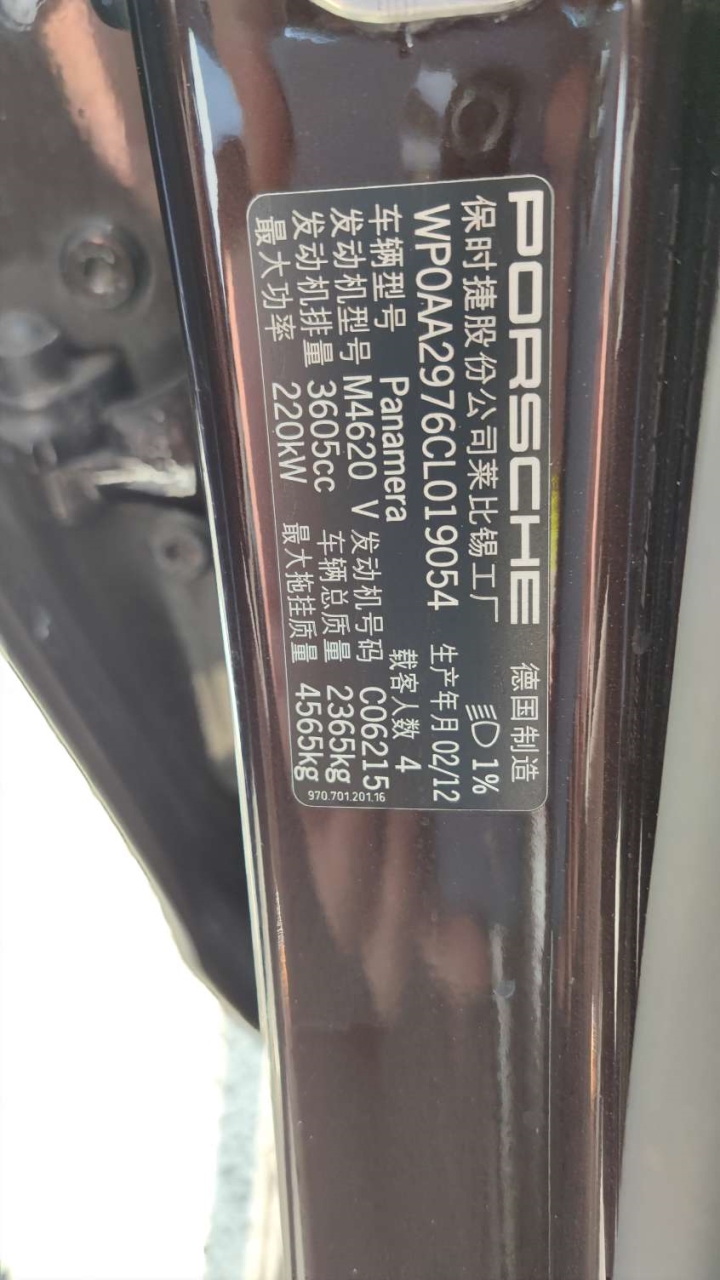 PORSCHE 德国制造
保时捷股份公司莱比锡工厂 1%
WP0AA2976CL019054 生产年月 02/12
车辆型号 Panamera 载客人数 4
发动机型号 M4620 V 发动机号码 C06215
发动机排量 3605cc 车辆总质量 2365kg
最大功率 220kW 最大拖挂质量 4565kg
970.701.201.16